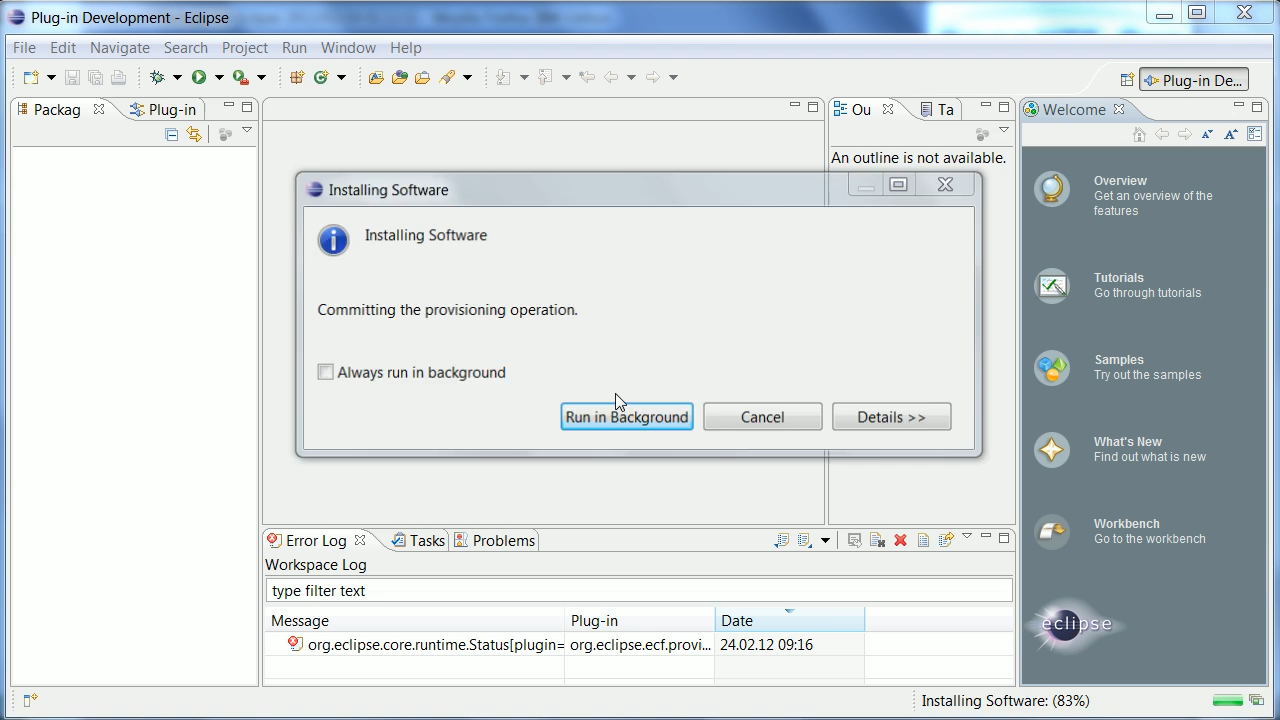 Plug-in Development - Eclipse
File Edit Navigate Search Project Run Window Help
Plug-in De...
Packag Plug-in
Ou Ta
Welcome
An outline is not available.
Overview
Get an overview of the
features
Tutorials
Go through tutorials
Samples
Try out the samples
What's New
Find out what is new
Workbench
Go to the workbench
eclipse
Installing Software
Installing Software
Committing the provisioning operation.
Always run in background
Run in Background Cancel Details >>
Error Log Tasks Problems
Workspace Log
type filter text
Message Plug-in Date
org.eclipse.core.runtime.Status[plugin= org.eclipse.ecf.provi... 24.02.12 09:16
Installing Software: (83%)